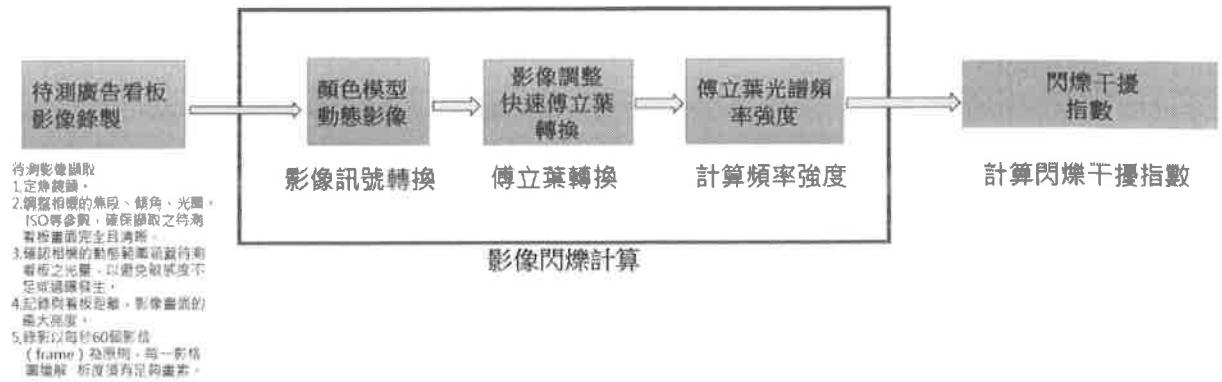 待測廣告看板
影像錄製
顏色模型
動態影像
影像調整
快速傅立葉
轉換
傅立葉光譜頻
率強度
閃爍干擾
指數
影像訊號轉換
傅立葉轉換
計算頻率強度
計算閃爍干擾指數
影像閃爍計算
待測影像擷取
1.定焦鏡頭。
2.調整相機的焦段、傾角、光圈、
ISO等參數，確保擷取之待測
看板畫面完全且清晰。
3.確認相機的動態範圍涵蓋待測
看板之光量，以避免敏感度不
足或過曝發生。
4.記錄與看板距離，影像畫面的
最大亮度。
5.錄影以每秒60個影格
（frame）為原則，每一影格
圖檔解 析度須有足夠畫素。